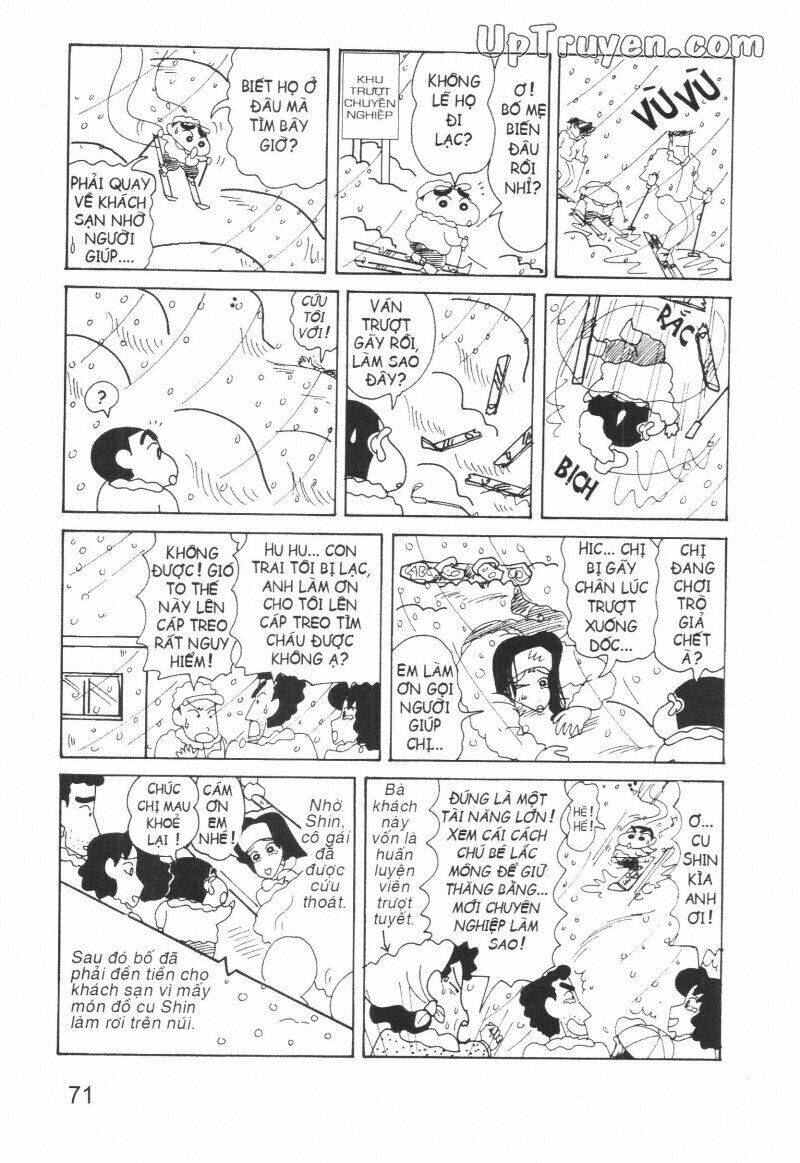 UpTruyen.com
VÙ VÙ
Ơ!
BỐ MẸ
BIẾN
ĐÂU RỒI
NHỈ?
KHÔNG
LẼ HỌ
ĐI
LẠC?
KHU
TRƯỢT
CHUYÊN
NGHIỆP
BIẾT HỌ Ở
ĐÂU MÀ
TÌM BÂY
GIỜ?
PHẢI QUAY
VỀ KHÁCH
SẠN NHỜ
NGƯỜI
GIÚP....
RẮC
BỊCH
VÁN
TRƯỢT
GÃY RỒI,
LÀM SAO
ĐÂY?
CỨU
TÔI
VỚI!
?
CHỊ
ĐANG
CHƠI
TRÒ
GIẢ
CHẾT
À?
HIC... CHỊ
BỊ GÃY
CHÂN LÚC
TRƯỢT
XUỐNG
DỐC...
EM LÀM
ƠN GỌI
NGƯỜI
GIÚP
CHỊ...
HU HU... CON
TRAI TÔI BỊ LẠC,
ANH LÀM ƠN
CHO TÔI LÊN
CÁP TREO TÌM
CHÁU ĐƯỢC
KHÔNG Ạ?
KHÔNG
ĐƯỢC! GIÓ
TO THẾ
NÀY LÊN
CÁP TREO
RẤT NGUY
HIỂM!
Ơ...
CU
SHIN
KÌA
ANH
ƠI!
HÊ!
HÊ!
ĐÚNG LÀ MỘT
TÀI NĂNG LỚN!
XEM CÁI CÁCH
CHÚ BÉ LẮC
MÔNG ĐỂ GIỮ
THĂNG BẰNG...
MỚI CHUYÊN
NGHIỆP LÀM
SAO!
Bà
khách
này
vốn là
huấn
luyện
viên
trượt
tuyết.
Nhờ
Shin,
cô gái
đã
được
cứu
thoát.
CÁM
ƠN
EM
NHÉ!
CHÚC
CHỊ MAU
KHOẺ
LẠI!
Sau đó bố đã
phải đền tiền cho
khách sạn vì mấy
món đồ cu Shin
làm rơi trên núi.
71